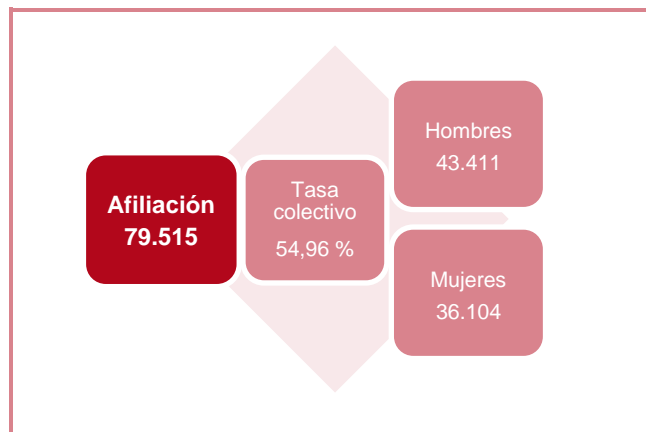 Afiliación
79.515
Tasa
colectivo
54,96 %
Hombres
43.411
Mujeres
36.104